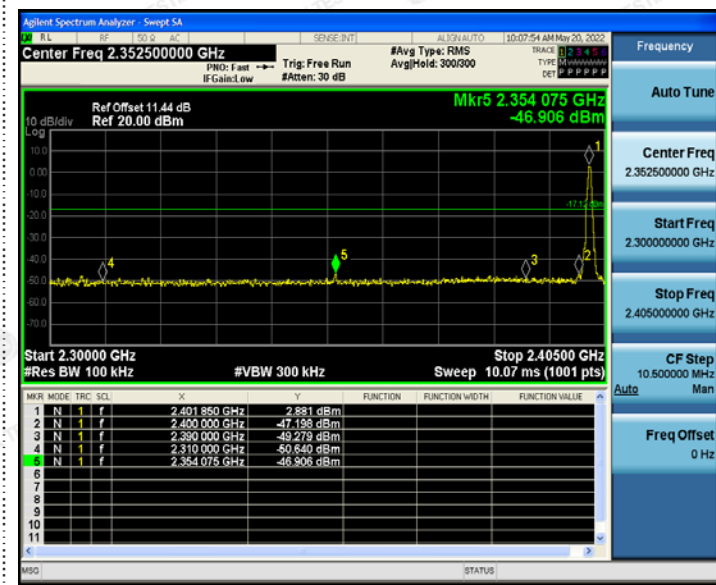 Agilent Spectrum Analyzer - Swept SA
RL RF 50 Ω AC SENSE:INT ALIGN AUTO 10:07:54 AM May 20, 2022
Center Freq 2.352500000 GHz
PNO: Fast
IFGain:Low
Trig: Free Run
#Atten: 30 dB
#Avg Type: RMS
Avg|Hold: 300/300
TRACE 1 2 3 4 5 6
TYPE M
DET P P P P P P
Ref Offset 11.44 dB
10 dB/div Ref 20.00 dBm
Log
Mkr5 2.354 075 GHz
-46.906 dBm
10.0
0.00
-10.0
-17.12 dBm
-20.0
-30.0
-40.0
-60.0
-70.0
1
2
3
4
5
Start 2.30000 GHz Stop 2.40500 GHz
#Res BW 100 kHz #VBW 300 kHz Sweep 10.07 ms (1001 pts)
MKR MODE TRC SCL X Y FUNCTION FUNCTION WIDTH FUNCTION VALUE
1 N 1 f 2.401 850 GHz 2.881 dBm
2 N 1 f 2.400 000 GHz -47.198 dBm
3 N 1 f 2.390 000 GHz -49.279 dBm
4 N 1 f 2.310 000 GHz -50.640 dBm
5 N 1 f 2.354 075 GHz -46.906 dBm
6
7
8
9
10
11
MSG STATUS
Frequency
Auto Tune
Center Freq
2.352500000 GHz
Start Freq
2.300000000 GHz
Stop Freq
2.405000000 GHz
CF Step
10.500000 MHz
Auto Man
Freq Offset
0 Hz